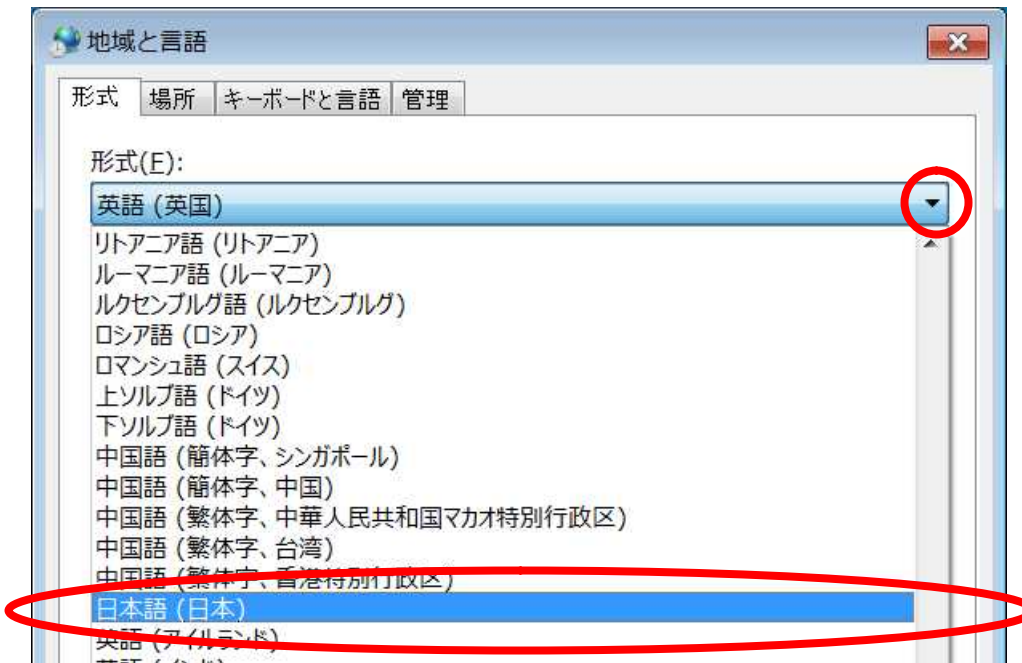 地域と言語
形式 場所 キーボードと言語 管理
形式(F):
英語 (英国)
リトアニア語 (リトアニア)
ルーマニア語 (ルーマニア)
ルクセンブルグ語 (ルクセンブルグ)
ロシア語 (ロシア)
ロマンシュ語 (スイス)
上ソルブ語 (ドイツ)
下ソルブ語 (ドイツ)
中国語 (簡体字、シンガポール)
中国語 (簡体字、中国)
中国語 (繁体字、中華人民共和国マカオ特別行政区)
中国語 (繁体字、台湾)
中国語 (繁体字、香港特別行政区)
日本語 (日本)
英語 (アイルランド)